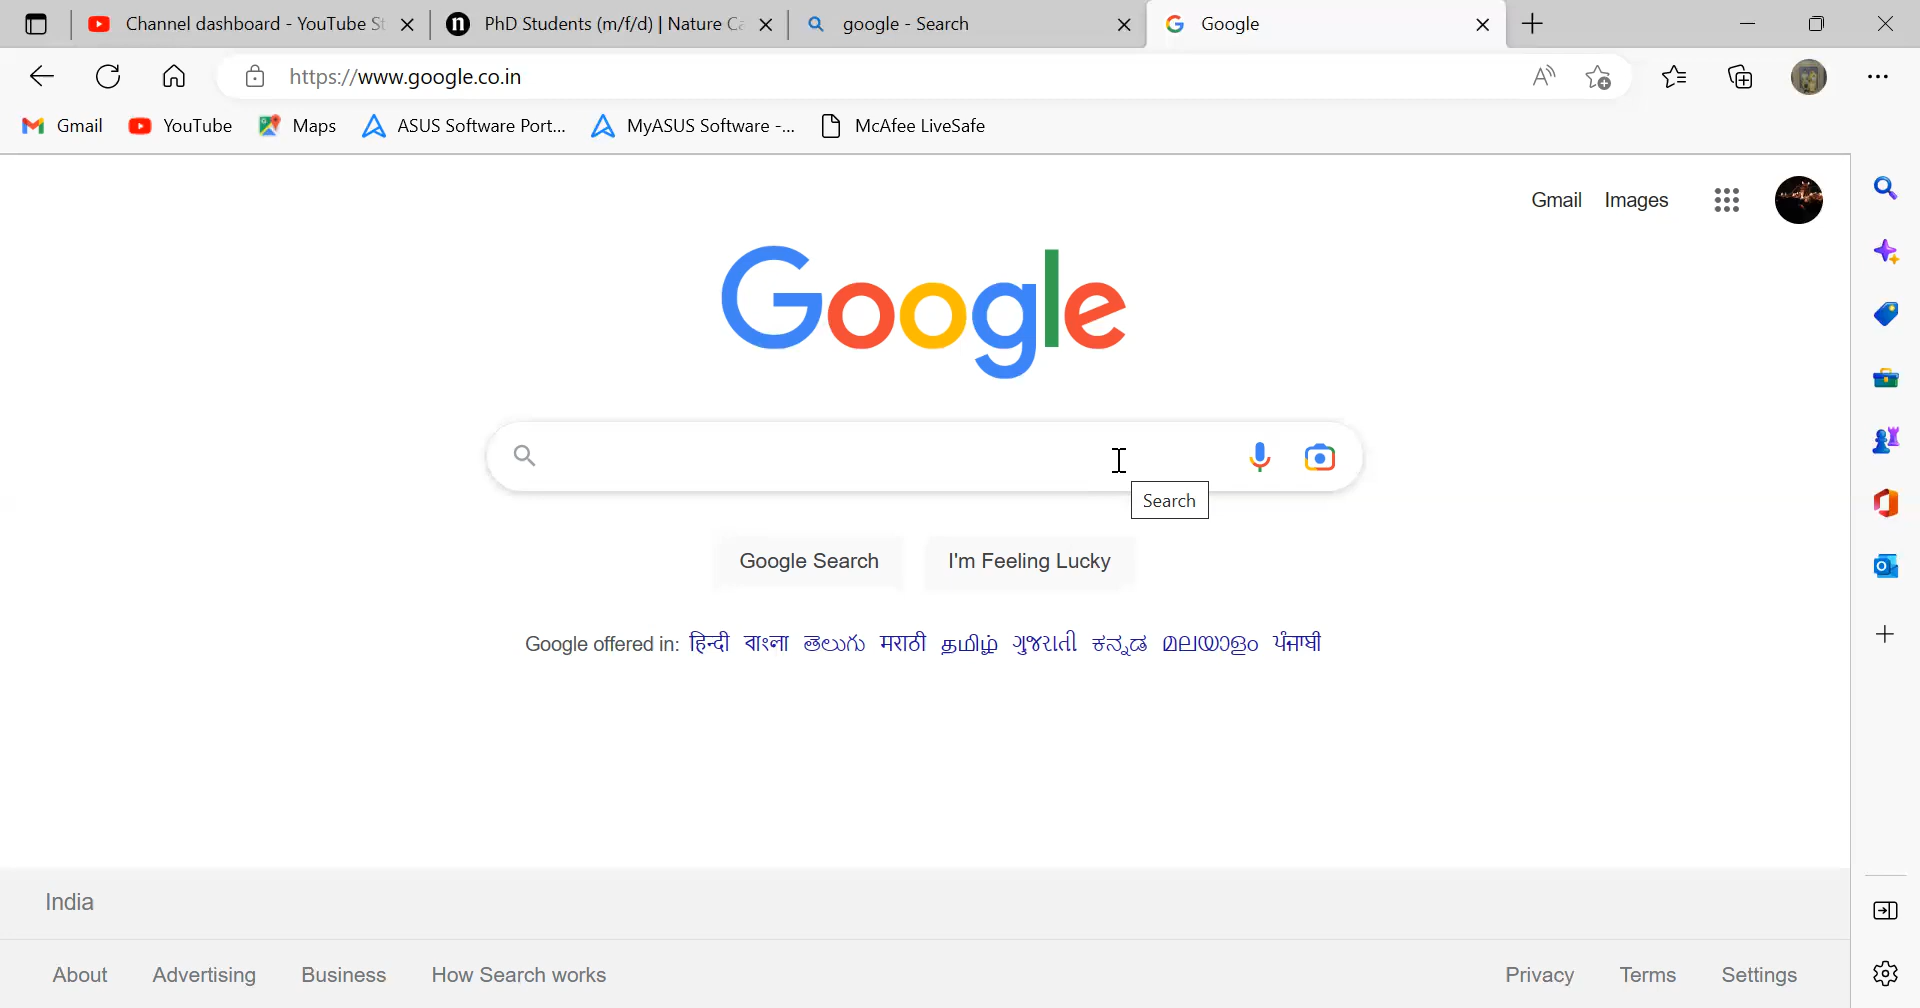 Channel dashboard - YouTube St
PhD Students (m/f/d) | Nature Ca
google - Search
Google
https://www.google.co.in
Gmail YouTube Maps ASUS Software Port... MyASUS Software -... McAfee LiveSafe
Gmail Images
Google
Search
Google Search I'm Feeling Lucky
Google offered in: हिन्दी বাংলা తెలుగు मराठी தமிழ் ગુજરાતી ಕನ್ನಡ മലയാളം ਪੰਜਾਬੀ
India
About Advertising Business How Search works Privacy Terms Settings